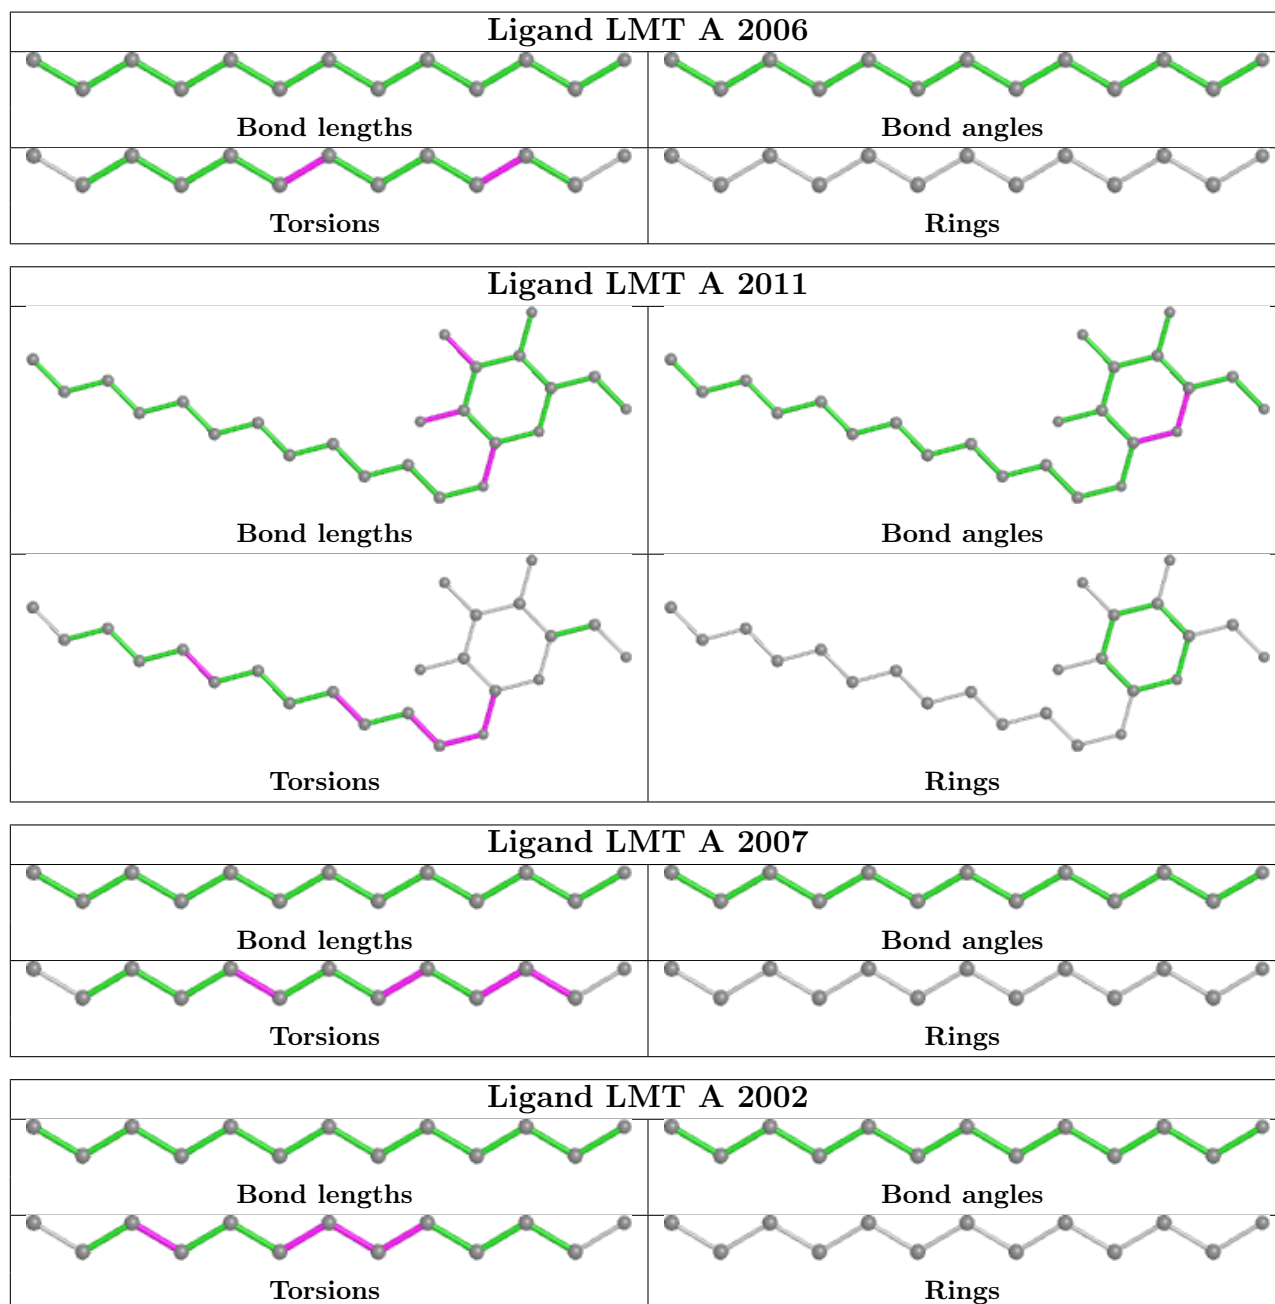 Ligand LMT A 2006
Bond lengths
Bond angles
Torsions
Rings
Ligand LMT A 2011
Bond lengths
Bond angles
Torsions
Rings
Ligand LMT A 2007
Bond lengths
Bond angles
Torsions
Rings
Ligand LMT A 2002
Bond lengths
Bond angles
Torsions
Rings